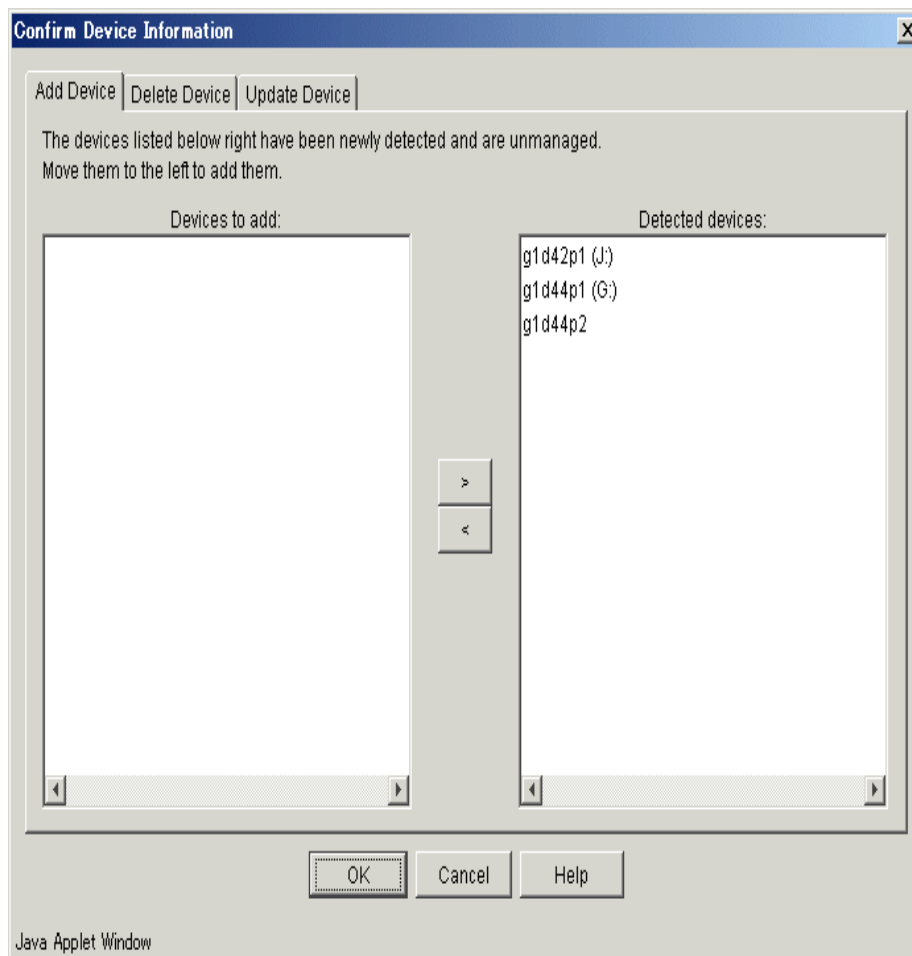 Confirm Device Information
Add Device
Delete Device
Update Device
The devices listed below right have been newly detected and are unmanaged.
Move them to the left to add them.
Devices to add:
Detected devices:
g1d42p1 (J:)
g1d44p1 (G:)
g1d44p2
>
<
OK
Cancel
Help
Java Applet Window